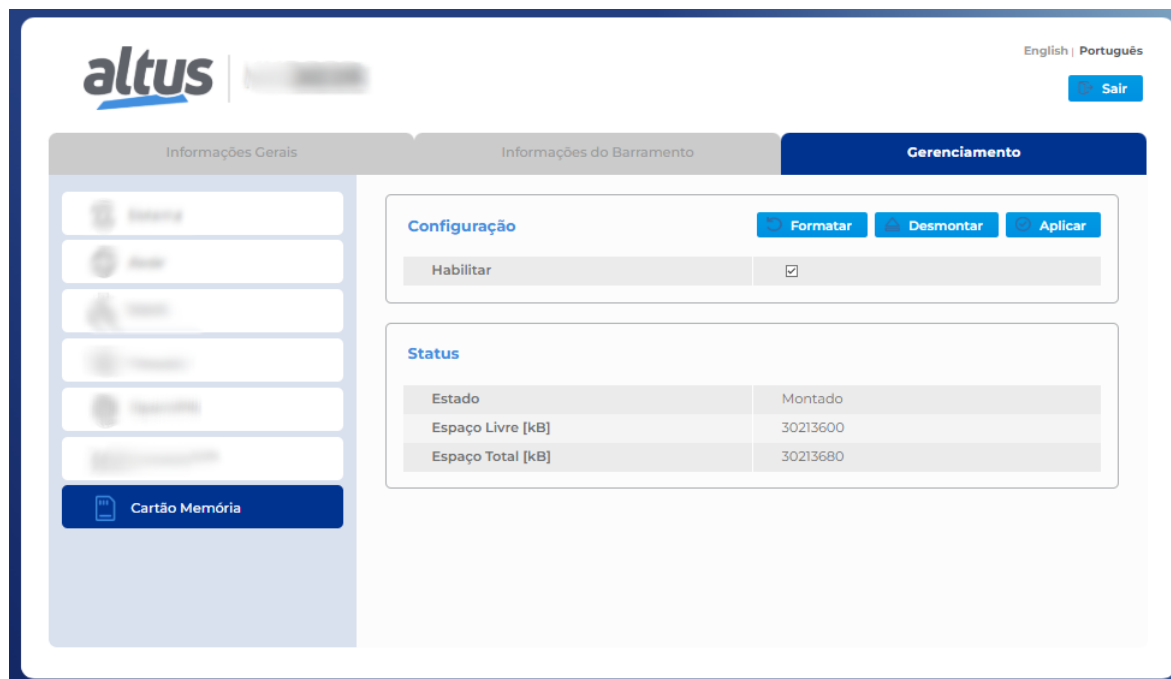 English | Português
altus
Sair
Informações Gerais
Informações do Barramento
Gerenciamento
Configuração
Formatar
Desmontar
Aplicar
Habilitar
Status
Estado Montado
Espaço Livre [kB] 30213600
Espaço Total [kB] 30213680
Cartão Memória